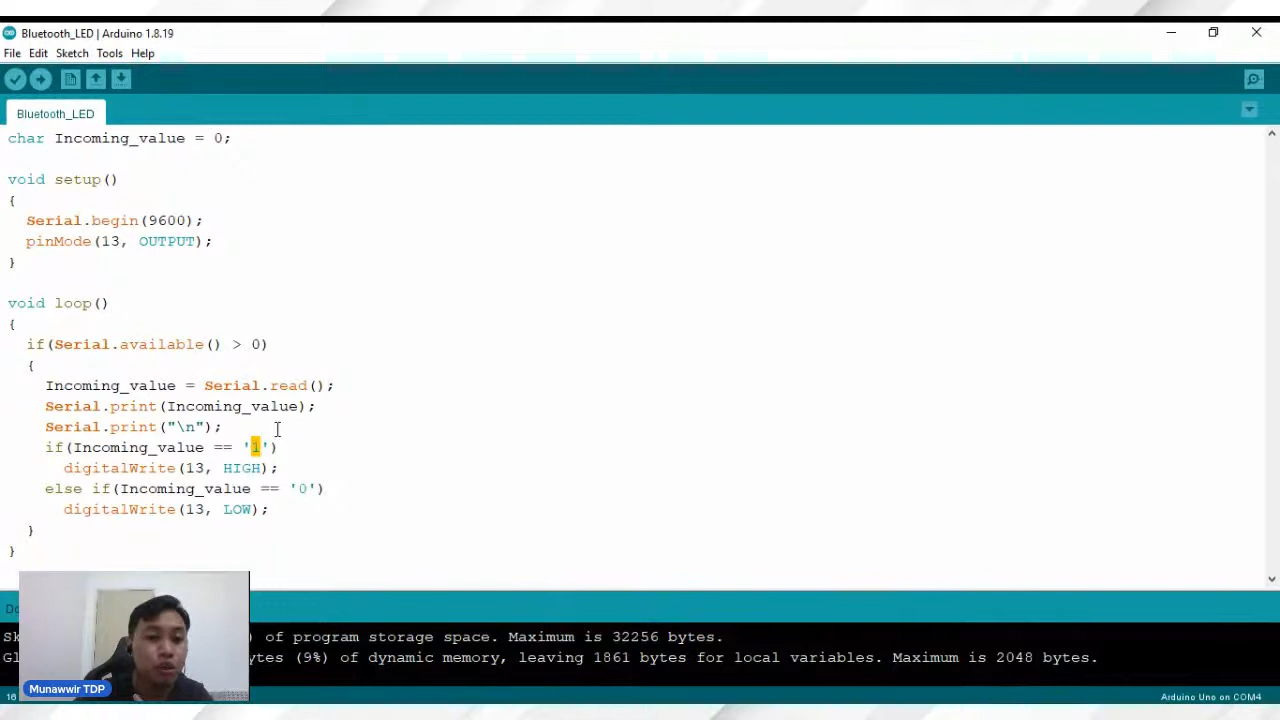 Bluetooth_LED | Arduino 1.8.19
File Edit Sketch Tools Help
Bluetooth_LED
char Incoming_value = 0;
void setup()
{
Serial.begin(9600);
pinMode(13, OUTPUT);
}
void loop()
{
if(Serial.available() > 0)
{
Incoming_value = Serial.read();
Serial.print(Incoming_value);
Serial.print("\n");
if(Incoming_value == '1')
digitalWrite(13, HIGH);
else if(Incoming_value == '0')
digitalWrite(13, LOW);
}
}
of program storage space. Maximum is 32256 bytes.
(9%) of dynamic memory, leaving 1861 bytes for local variables. Maximum is 2048 bytes.
Munawwir TDP
Arduino Uno on COM4